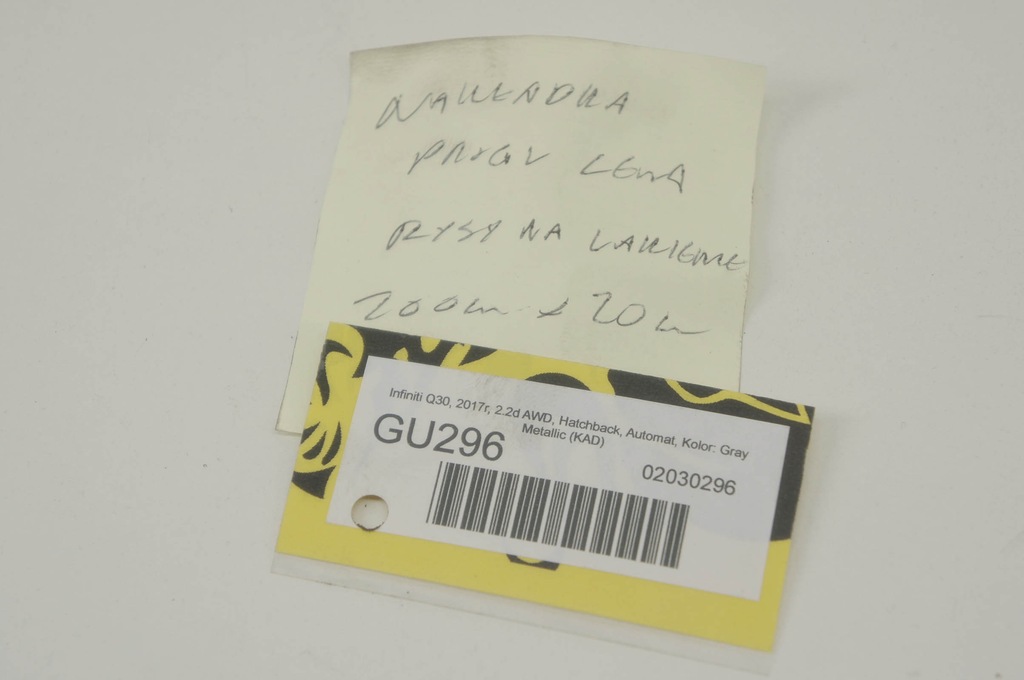 NAKŁADKA
PROGU LEWA
RYSY NA LAKIERZE
200cm x 20cm
Infiniti Q30, 2017r, 2.2d AWD, Hatchback, Automat, Kolor: Gray
Metallic (KAD)
GU296
02030296